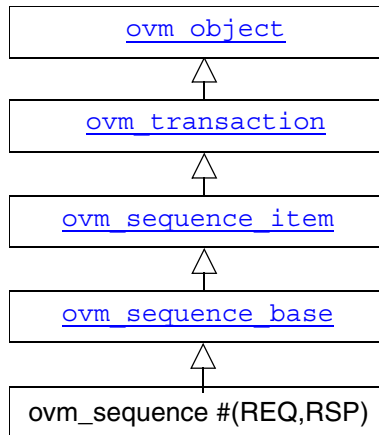 ovm_object
ovm_transaction
ovm_sequence_item
ovm_sequence_base
ovm_sequence #(REQ,RSP)